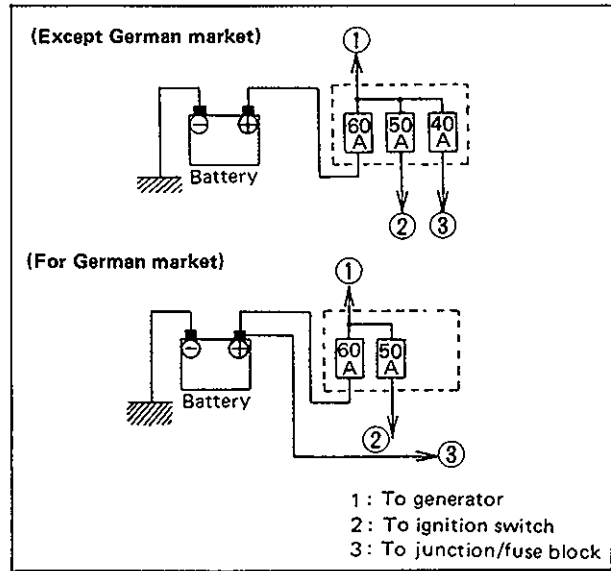 (Except German market)
①
60 A
50 A
40 A
⊖ ⊕
Battery
② ③
(For German market)
①
60 A
50 A
⊖ ⊕
Battery
②
③
1 : To generator
2 : To ignition switch
3 : To junction/fuse block